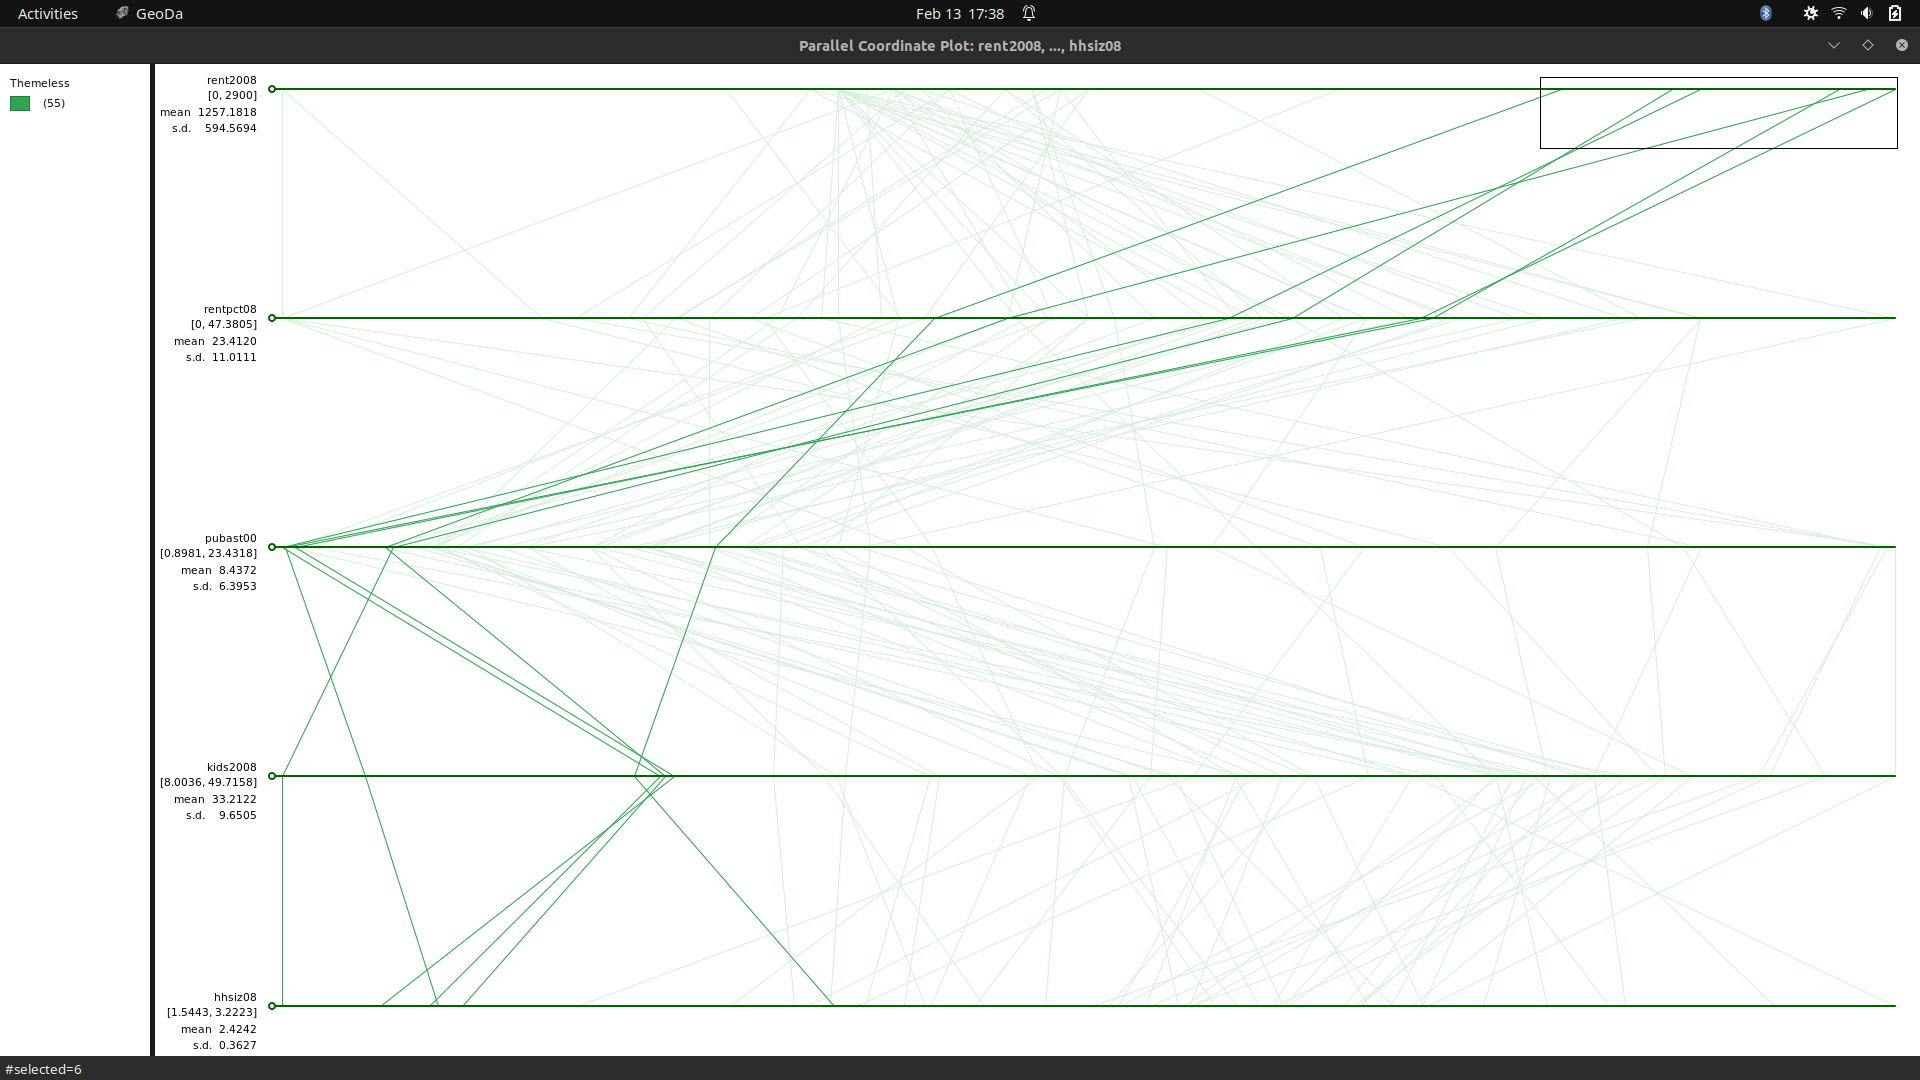 Activities
GeoDa
Feb 13 17:38
Parallel Coordinate Plot: rent2008, ..., hhsiz08
Themeless
(55)
rent2008
[0, 2900]
mean 1257.1818
s.d. 594.5694
rentpct08
[0, 47.3805]
mean 23.4120
s.d. 11.0111
pubast00
[0.8981, 23.4318]
mean 8.4372
s.d. 6.3953
kids2008
[8.0036, 49.7158]
mean 33.2122
s.d. 9.6505
hhsiz08
[1.5443, 3.2223]
mean 2.4242
s.d. 0.3627
#selected=6